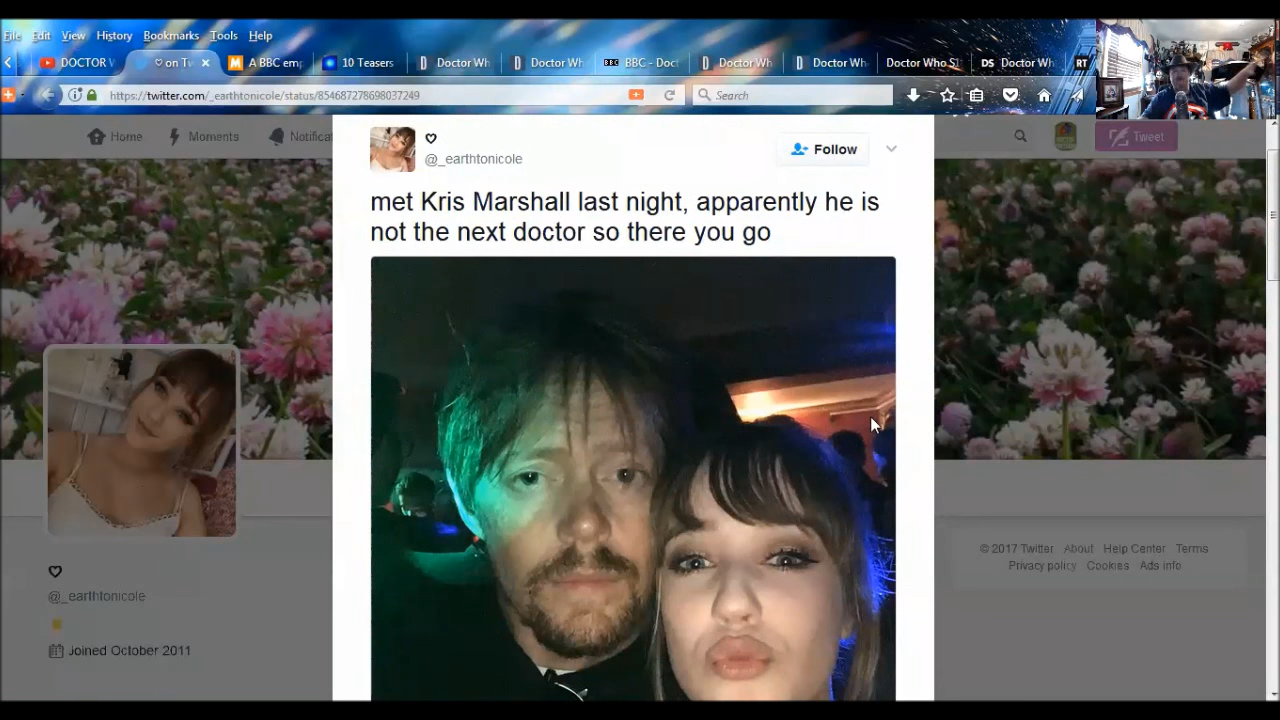 File Edit View History Bookmarks Tools Help
DOCTOR on Tw A BBC emp 10 Teasers Doctor Wh Doctor Wh BBC BBC - Doct Doctor Wh Doctor Wh Doctor Who S DS Doctor Wh RT
https://twitter.com/_earthtonicole/status/854687278698037249 Search
Home Moments Notificat Tweet
♡
@_earthtonicole
Follow
met Kris Marshall last night, apparently he is
not the next doctor so there you go
♡
@_earthtonicole
Joined October 2011
© 2017 Twitter About Help Center Terms
Privacy policy Cookies Ads info